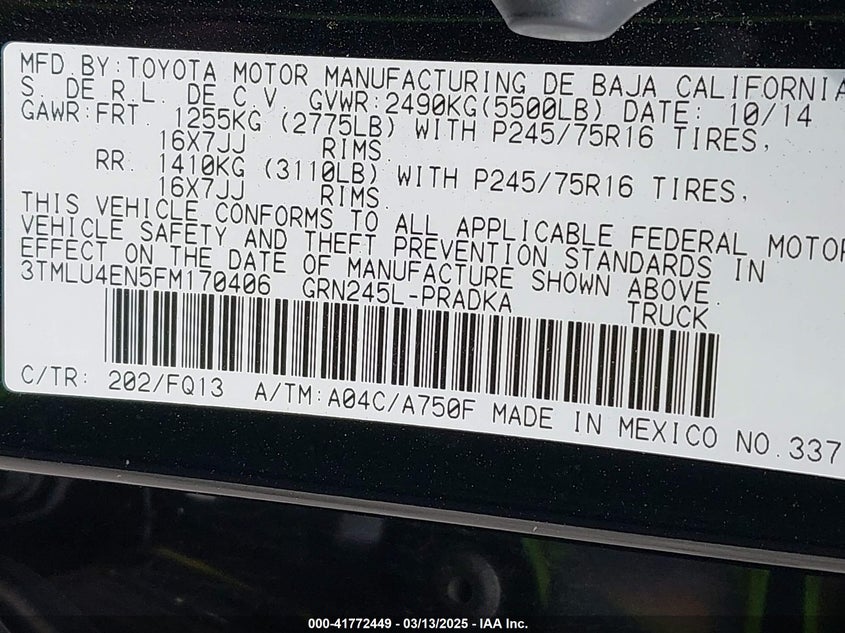 MFD.BY:TOYOTA MOTOR MANUFACTURING DE BAJA CALIFORNIA
S. DE R.L. DE C.V. GVWR:2490KG(5500LB) DATE: 10/14
GAWR:FRT. 1255KG (2775LB) WITH P245/75R16 TIRES,
16X7JJ RIMS.
RR. 1410KG (3110LB) WITH P245/75R16 TIRES,
16X7JJ RIMS.
THIS VEHICLE CONFORMS TO ALL APPLICABLE FEDERAL MOTOR
VEHICLE SAFETY AND THEFT PREVENTION STANDARDS IN
EFFECT ON THE DATE OF MANUFACTURE SHOWN ABOVE.
3TMLU4EN5FM170406 GRN245L-PRADKA TRUCK
C/TR: 202/FQ13 A/TM:A04C/A750F MADE IN MEXICO NO.337
000-41772449 - 03/13/2025 - IAA Inc.